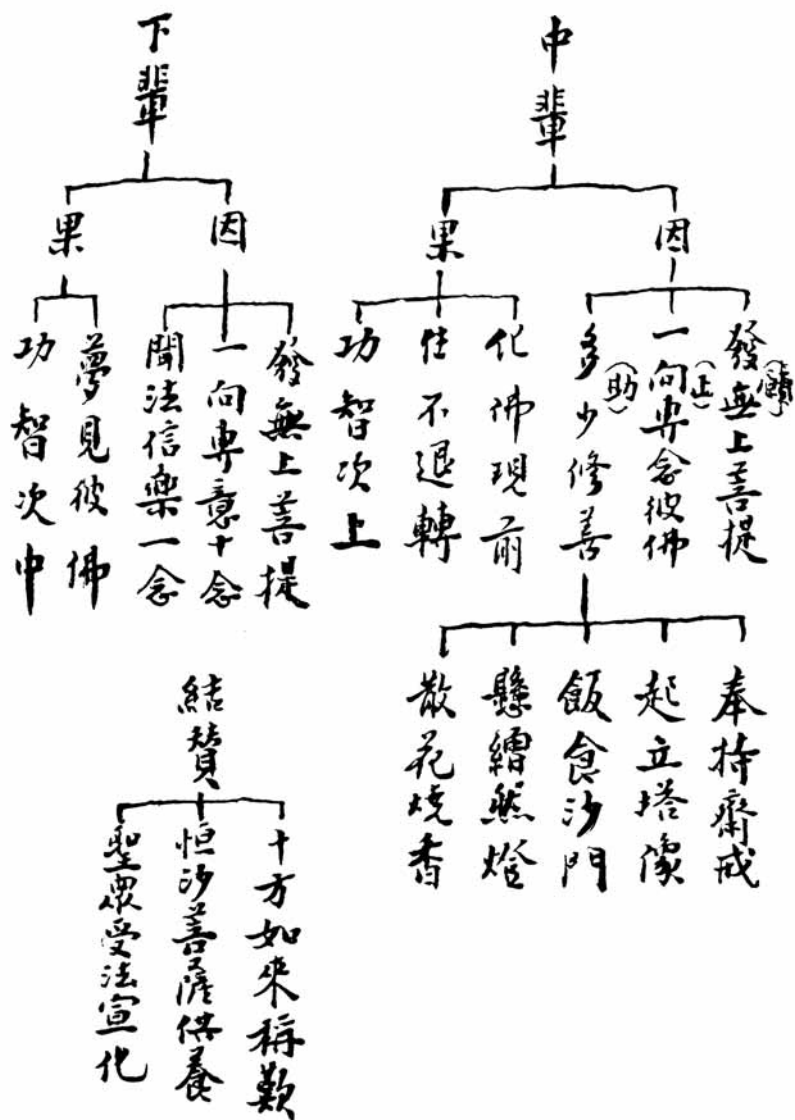 中輩
因
發無上菩提
一向專念彼佛
(正)
多少修善
(助)
奉持齋戒
起立塔像
飯食沙門
懸繒然燈
散花燒香
果
化佛現前
住不退轉
功智次上
下輩
因
發無上菩提
一向專意十念
聞法信樂一念
果
夢見彼佛
功智次中
結贊
十方如來稱歎
恒沙菩薩供養
聖眾受法宣化